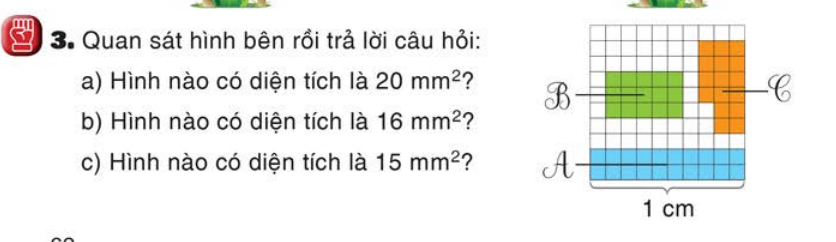 3. Quan sát hình bên rồi trả lời câu hỏi:
a) Hình nào có diện tích là 20 mm²?
b) Hình nào có diện tích là 16 mm²?
c) Hình nào có diện tích là 15 mm²?
B
C
A
1 cm